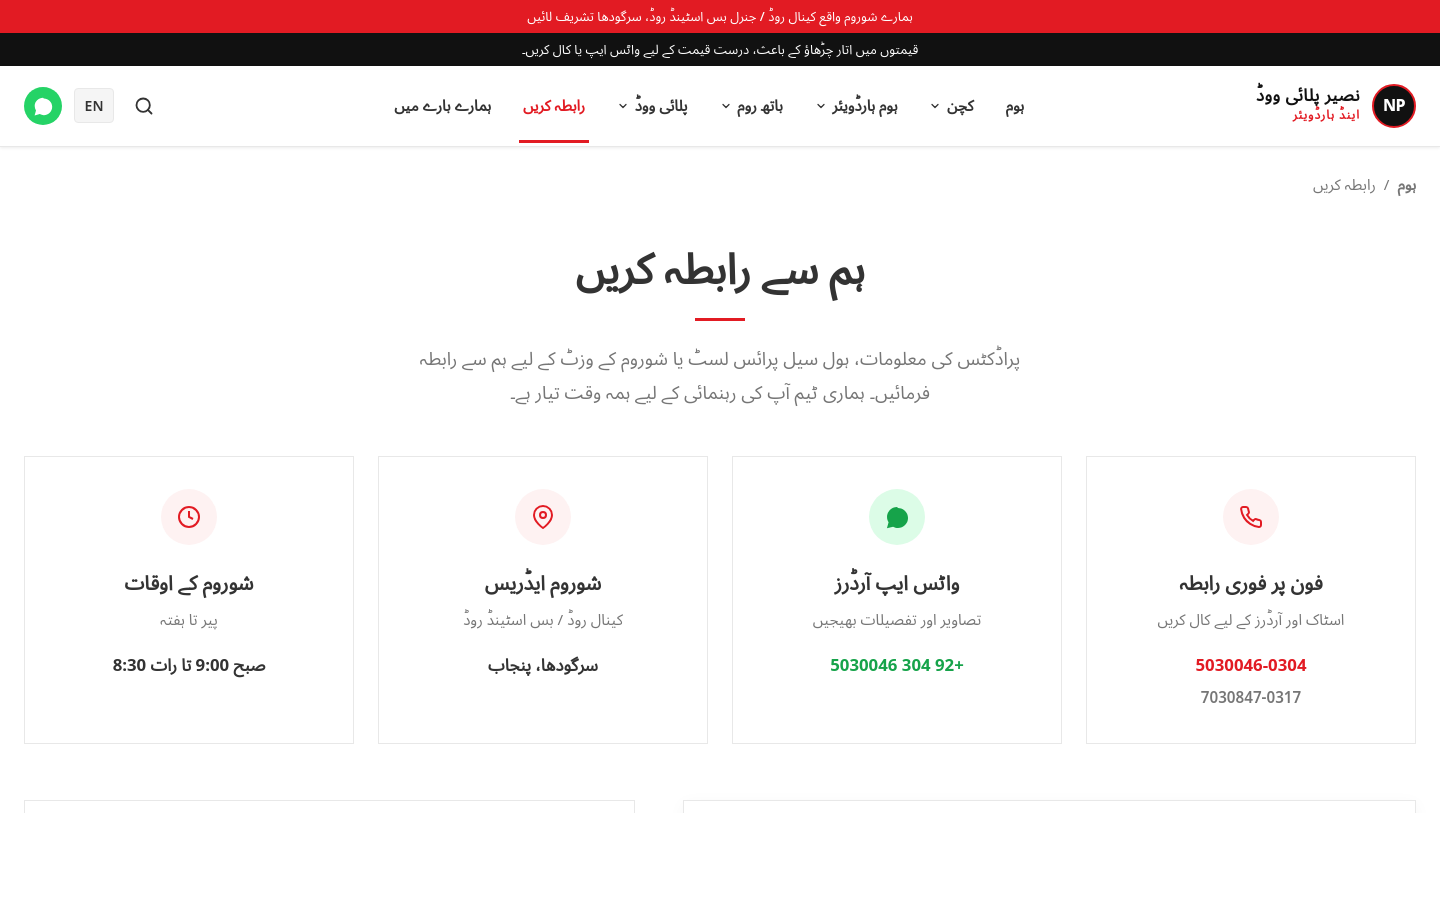 ہمارے شوروم واقع کینال روڈ / جنرل بس اسٹینڈ روڈ، سرگودھا تشریف لائیں
قیمتوں میں اتار چڑھاؤ کے باعث، درست قیمت کے لیے واٹس ایپ یا کال کریں۔
NP
نصیر پلائی ووڈ
اینڈ ہارڈویئر
ہوم
کچن
ہوم ہارڈویئر
باتھ روم
پلائی ووڈ
رابطہ کریں
ہمارے بارے میں
EN
ہوم / رابطہ کریں
ہم سے رابطہ کریں
پراڈکٹس کی معلومات، ہول سیل پرائس لسٹ یا شوروم کے وزٹ کے لیے ہم سے رابطہ
فرمائیں۔ ہماری ٹیم آپ کی رہنمائی کے لیے ہمہ وقت تیار ہے۔
فون پر فوری رابطہ
اسٹاک اور آرڈرز کے لیے کال کریں
5030046-0304
7030847-0317
واٹس ایپ آرڈرز
تصاویر اور تفصیلات بھیجیں
5030046 304 92+
شوروم ایڈریس
کینال روڈ / بس اسٹینڈ روڈ
سرگودھا، پنجاب
شوروم کے اوقات
پیر تا ہفتہ
صبح 9:00 تا رات 8:30